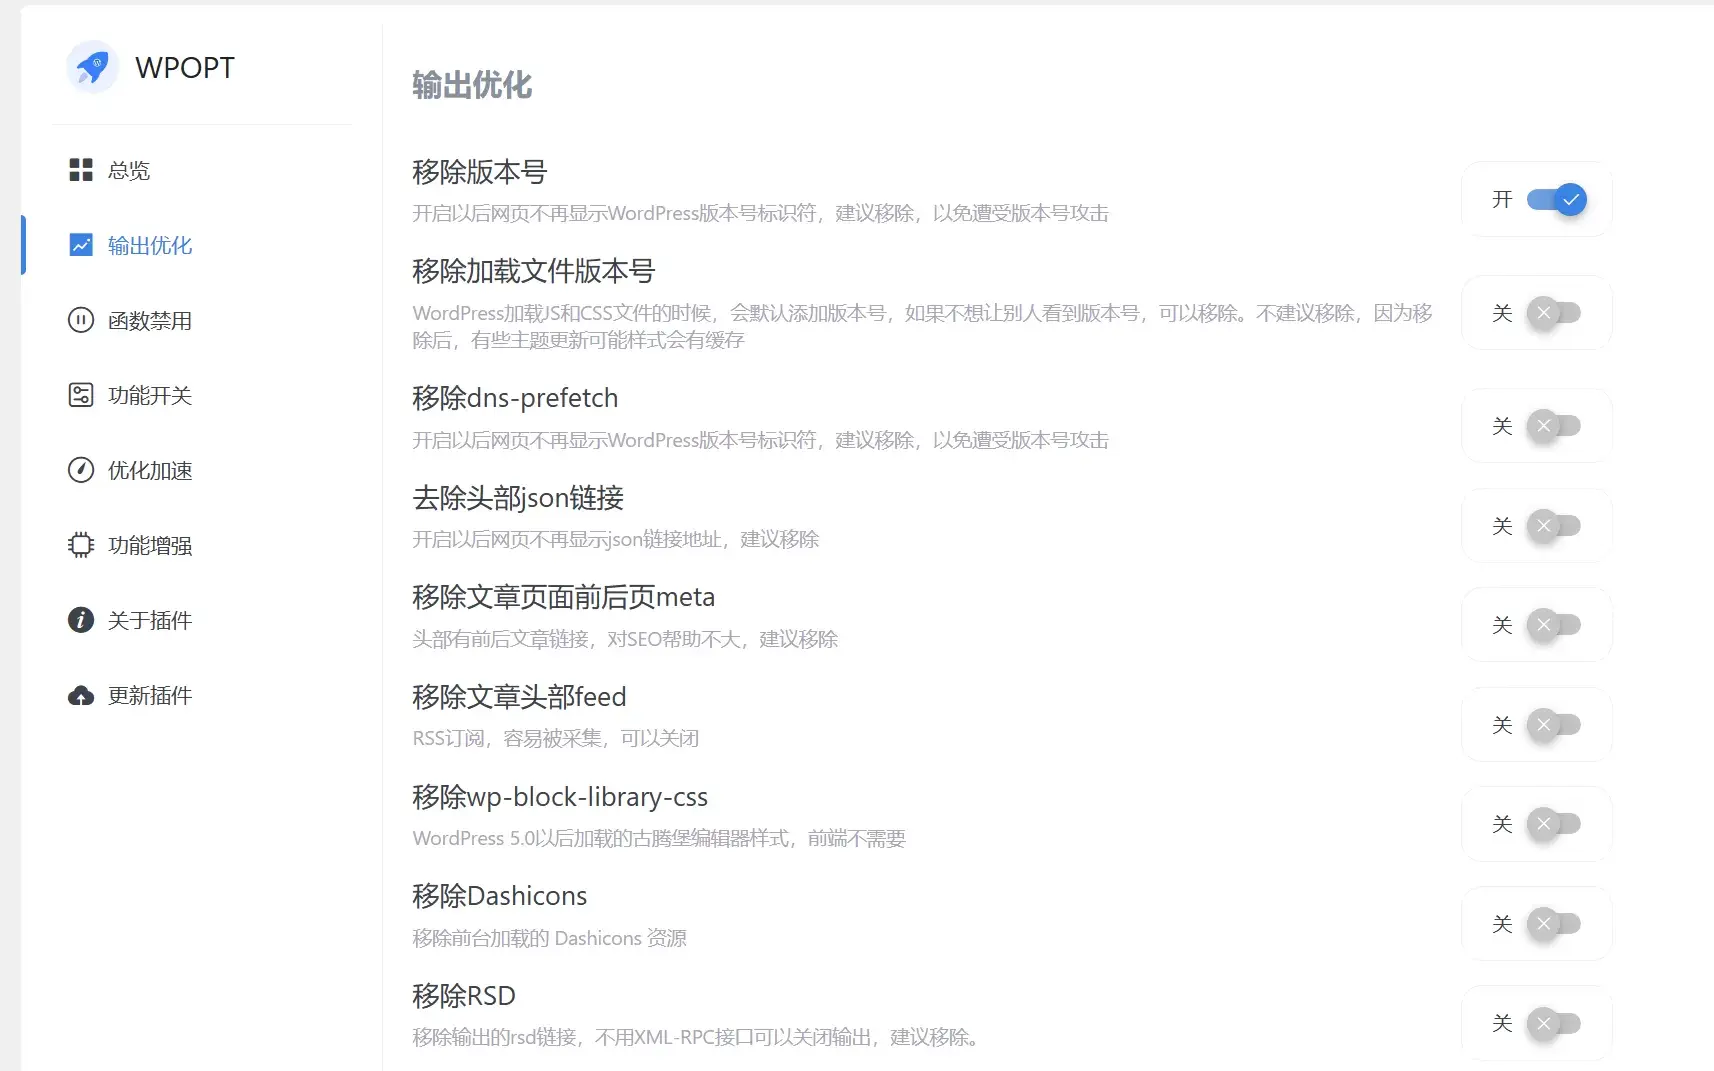 WPOPT
总览
输出优化
函数禁用
功能开关
优化加速
功能增强
关于插件
更新插件
输出优化
移除版本号
开启以后网页不再显示WordPress版本号标识符，建议移除，以免遭受版本号攻击
开
移除加载文件版本号
WordPress加载JS和CSS文件的时候，会默认添加版本号，如果不想让别人看到版本号，可以移除。不建议移除，因为移
除后，有些主题更新可能样式会有缓存
关
移除dns-prefetch
开启以后网页不再显示WordPress版本号标识符，建议移除，以免遭受版本号攻击
关
去除头部json链接
开启以后网页不再显示json链接地址，建议移除
关
移除文章页面前后页meta
头部有前后文章链接，对SEO帮助不大，建议移除
关
移除文章头部feed
RSS订阅，容易被采集，可以关闭
关
移除wp-block-library-css
WordPress 5.0以后加载的古腾堡编辑器样式，前端不需要
关
移除Dashicons
移除前台加载的 Dashicons 资源
关
移除RSD
移除输出的rsd链接，不用XML-RPC接口可以关闭输出，建议移除。
关